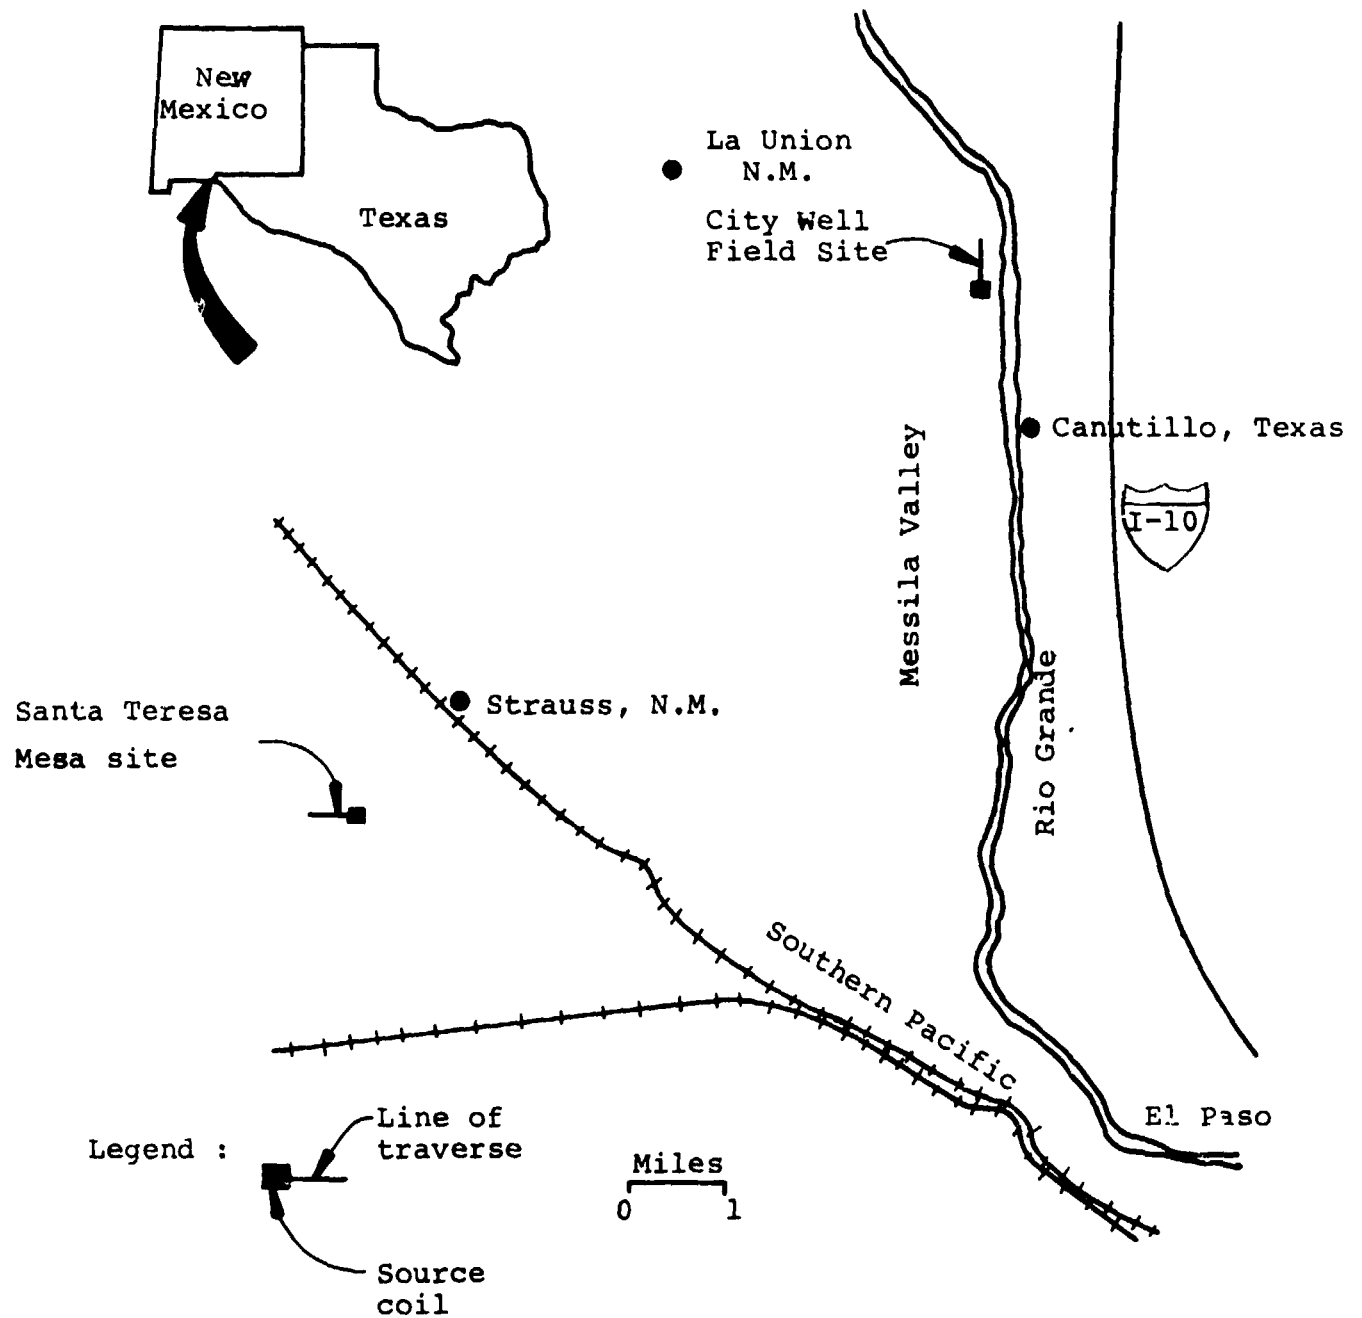 New
Mexico
Texas
La Union
N.M.
City Well
Field Site
Canutillo, Texas
I-10
Messila Valley
Rio Grande
Strauss, N.M.
Santa Teresa
Mesa site
Southern Pacific
El Paso
Legend :
Line of
traverse
Source
coil
Miles
0 1